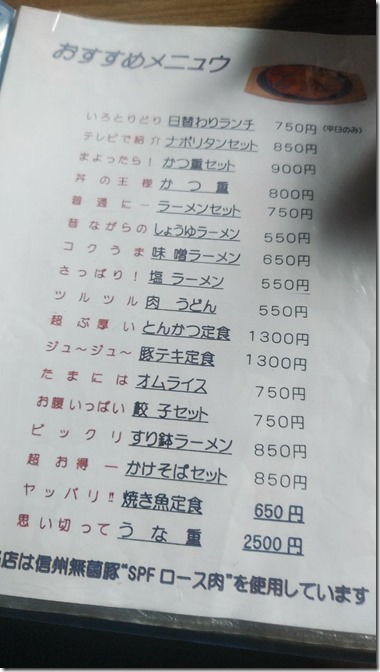 おすすめメニュウ
いろとりどり 日替わりランチ 750円 (平日のみ)
テレビで紹介 ナポリタンセット 850円
まよったら！ かつ重セット 900円
丼の王様 かつ重 800円
普通に― ラーメンセット 750円
昔ながらの しょうゆラーメン 550円
コクうま 味噌ラーメン 650円
さっぱり！ 塩ラーメン 550円
ツルツル 肉うどん 550円
超ぶ厚い とんかつ定食 1300円
ジュ～ジュ～ 豚テキ定食 1300円
たまには オムライス 750円
お腹いっぱい 餃子セット 750円
ビックリ すり鉢ラーメン 850円
超お得― かけそばセット 850円
ヤッパリ!! 焼き魚定食 650円
思い切って うな重 2500円
店は信州無菌豚“SPFロース肉”を使用しています